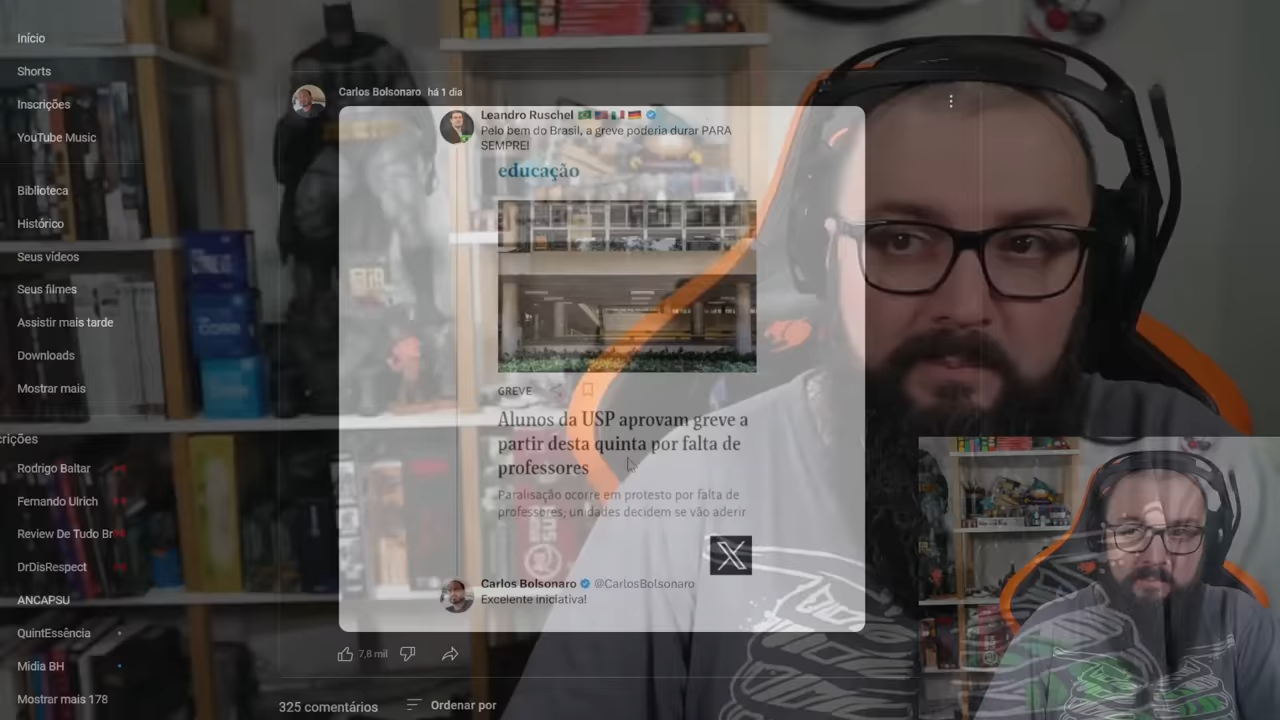 Início
Shorts
Inscrições
YouTube Music
Biblioteca
Histórico
Seus vídeos
Seus filmes
Assistir mais tarde
Downloads
Mostrar mais
crições
Rodrigo Baltar
Fernando Ulrich
Review De Tudo Br
DrDisRespect
ANCAPSU
QuintEssência
Mídia BH
Mostrar mais 178
Carlos Bolsonaro há 1 dia
Leandro Ruschel
Pelo bem do Brasil, a greve poderia durar PARA
SEMPRE!
educação
GREVE
Alunos da USP aprovam greve a
partir desta quinta por falta de
professores
Paralisação ocorre em protesto por falta de
professores; unidades decidem se vão aderir
X
Carlos Bolsonaro @CarlosBolsonaro
Excelente iniciativa!
7,8 mil
325 comentários
Ordenar por